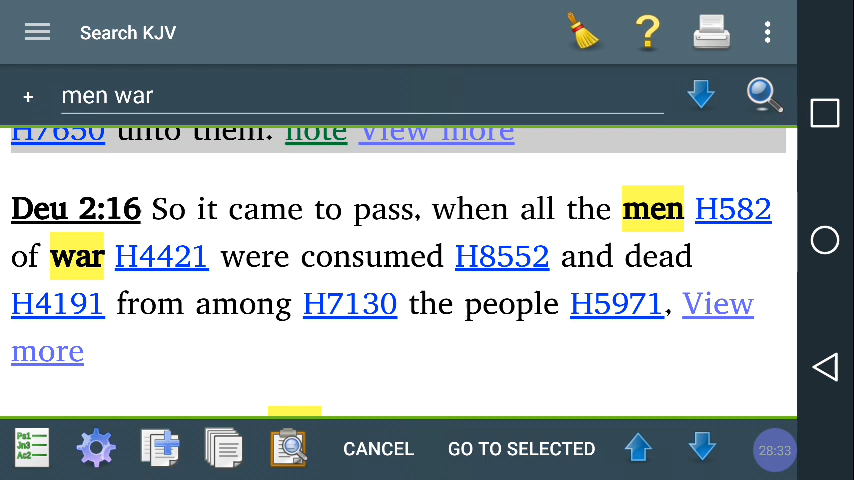 Search KJV
+ men war
H7650 unto them. note View more
Deu 2:16 So it came to pass, when all the men H582
of war H4421 were consumed H8552 and dead
H4191 from among H7130 the people H5971, View
more
Ps1
Jn3
Ac2
CANCEL GO TO SELECTED
28:33